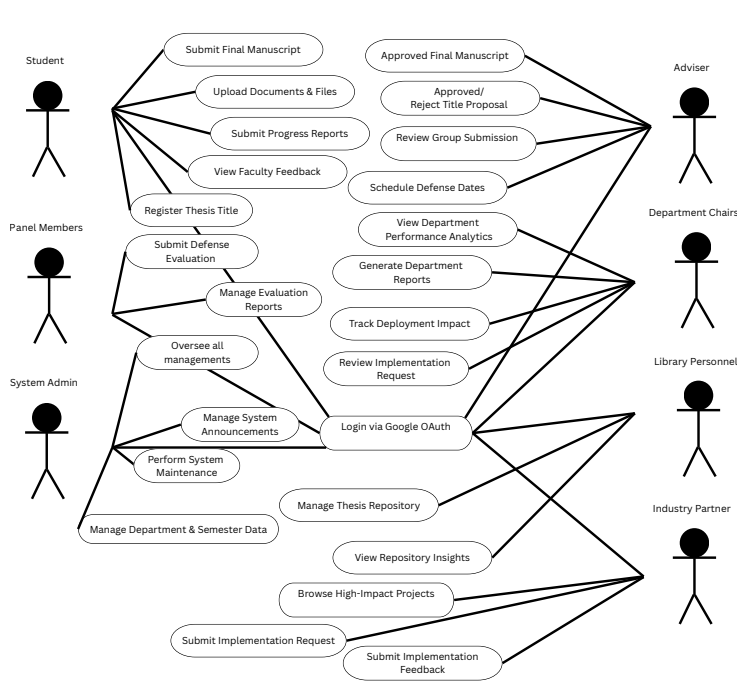 Student
Submit Final Manuscript
Upload Documents & Files
Submit Progress Reports
View Faculty Feedback
Register Thesis Title
Panel Members
Submit Defense
Evaluation
Manage Evaluation
Reports
System Admin
Oversee all
managements
Manage System
Announcements
Perform System
Maintenance
Manage Department & Semester Data
Approved Final Manuscript
Approved/
Reject Title Proposal
Review Group Submission
Schedule Defense Dates
Adviser
View Department
Performance Analytics
Generate Department
Reports
Track Deployment Impact
Review Implementation
Request
Department Chairs
Login via Google OAuth
Library Personnel
Manage Thesis Repository
View Repository Insights
Industry Partner
Browse High-Impact Projects
Submit Implementation Request
Submit Implementation
Feedback